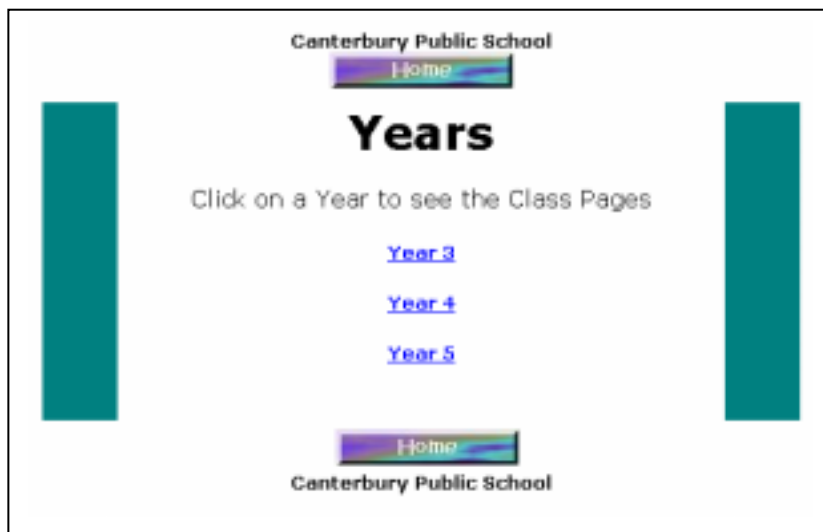 Canterbury Public School
Home
Years
Click on a Year to see the Class Pages
Year 3
Year 4
Year 5
Home
Canterbury Public School